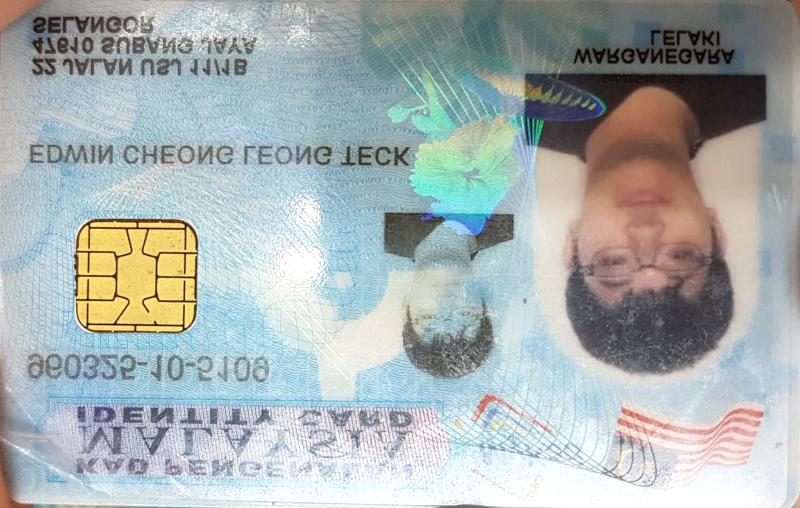 KAD PENGENALAN
MALAYSIA
IDENTITY CARD
960325-10-5109
EDWIN CHEONG LEONG TECK
22 JALAN USJ 11/1B
47610 SUBANG JAYA
SELANGOR
WARGANEGARA
LELAKI